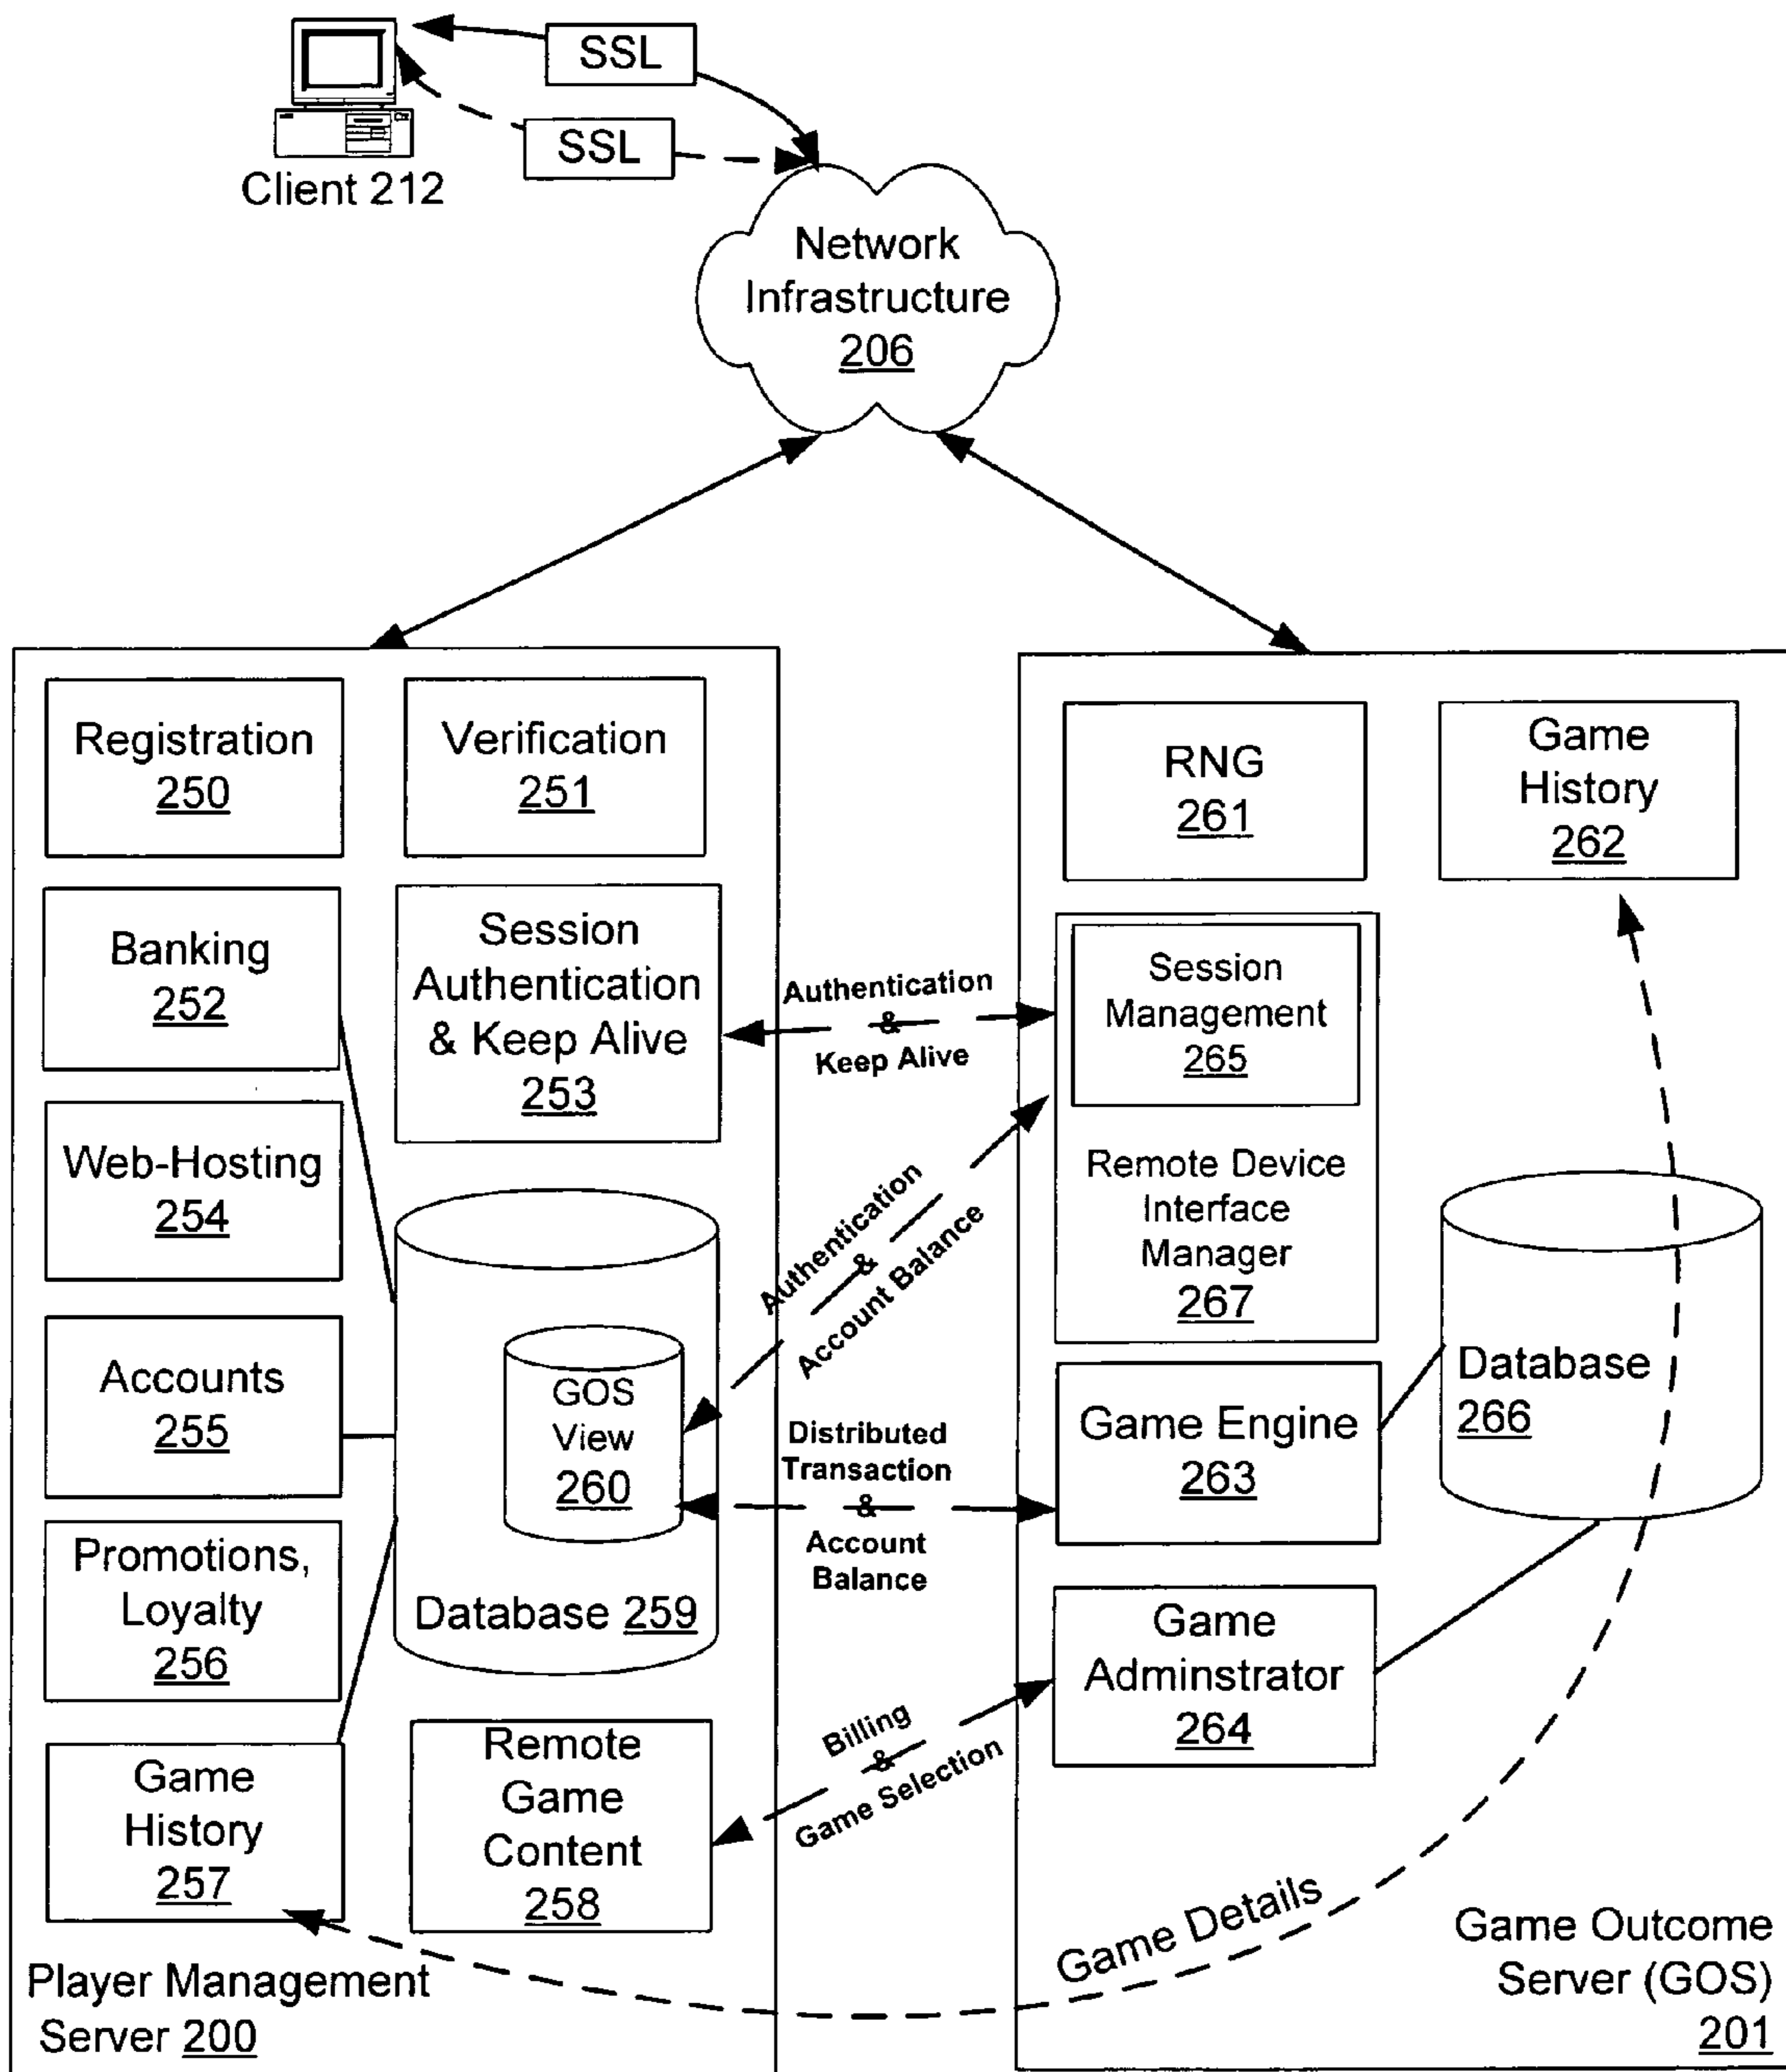 SSL
SSL
Client 212
Network
Infrastructure
206
Registration
250
Verification
251
Banking
252
Session
Authentication
& Keep Alive
253
Web-Hosting
254
Accounts
255
Promotions,
Loyalty
256
Game
History
257
GOS
View
260
Database 259
Remote
Game
Content
258
Player Management
Server 200
Authentication
&
Keep Alive
Authentication
&
Account Balance
Distributed
Transaction
&
Account
Balance
Billing
&
Game Selection
Game Details
RNG
261
Game
History
262
Session
Management
265
Remote Device
Interface
Manager
267
Game Engine
263
Database
266
Game
Adminstrator
264
Game Outcome
Server (GOS)
201